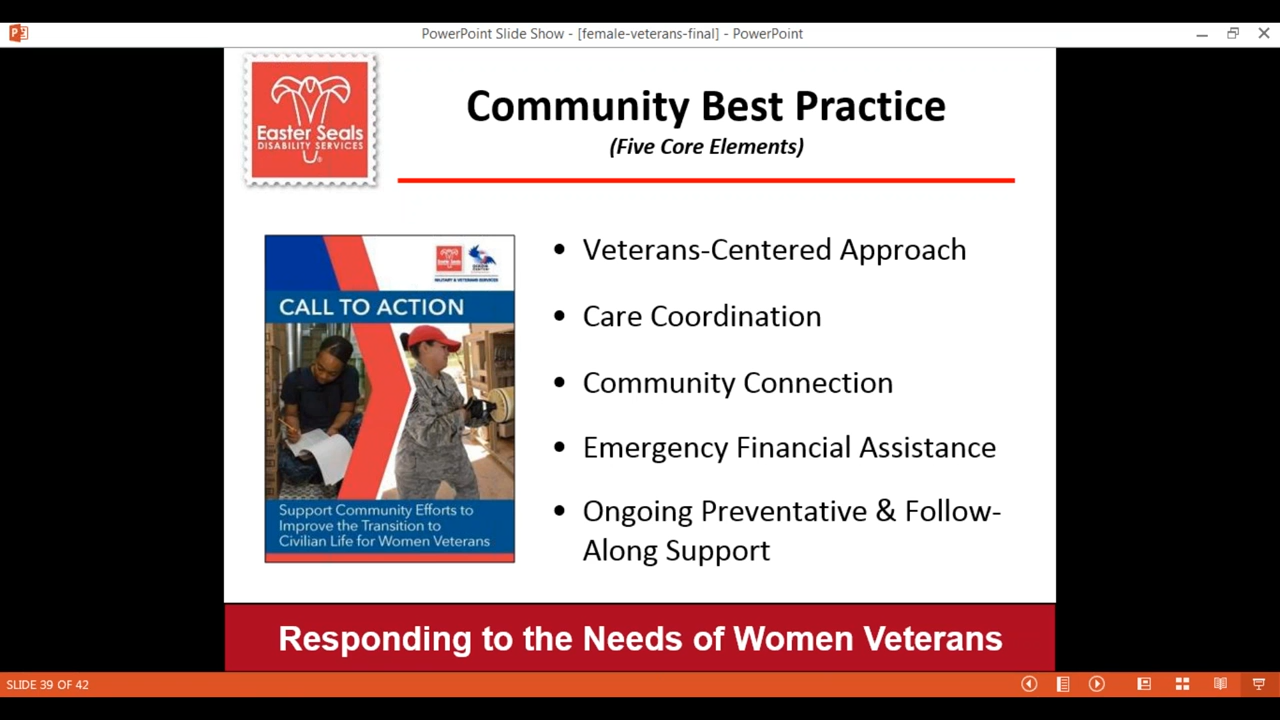 PowerPoint Slide Show - [female-veterans-final] - PowerPoint
Easter Seals
DISABILITY SERVICES
Community Best Practice
(Five Core Elements)
CALL TO ACTION
Support Community Efforts to
Improve the Transition to
Civilian Life for Women Veterans
• Veterans-Centered Approach
• Care Coordination
• Community Connection
• Emergency Financial Assistance
• Ongoing Preventative & Follow-
Along Support
Responding to the Needs of Women Veterans
SLIDE 39 OF 42